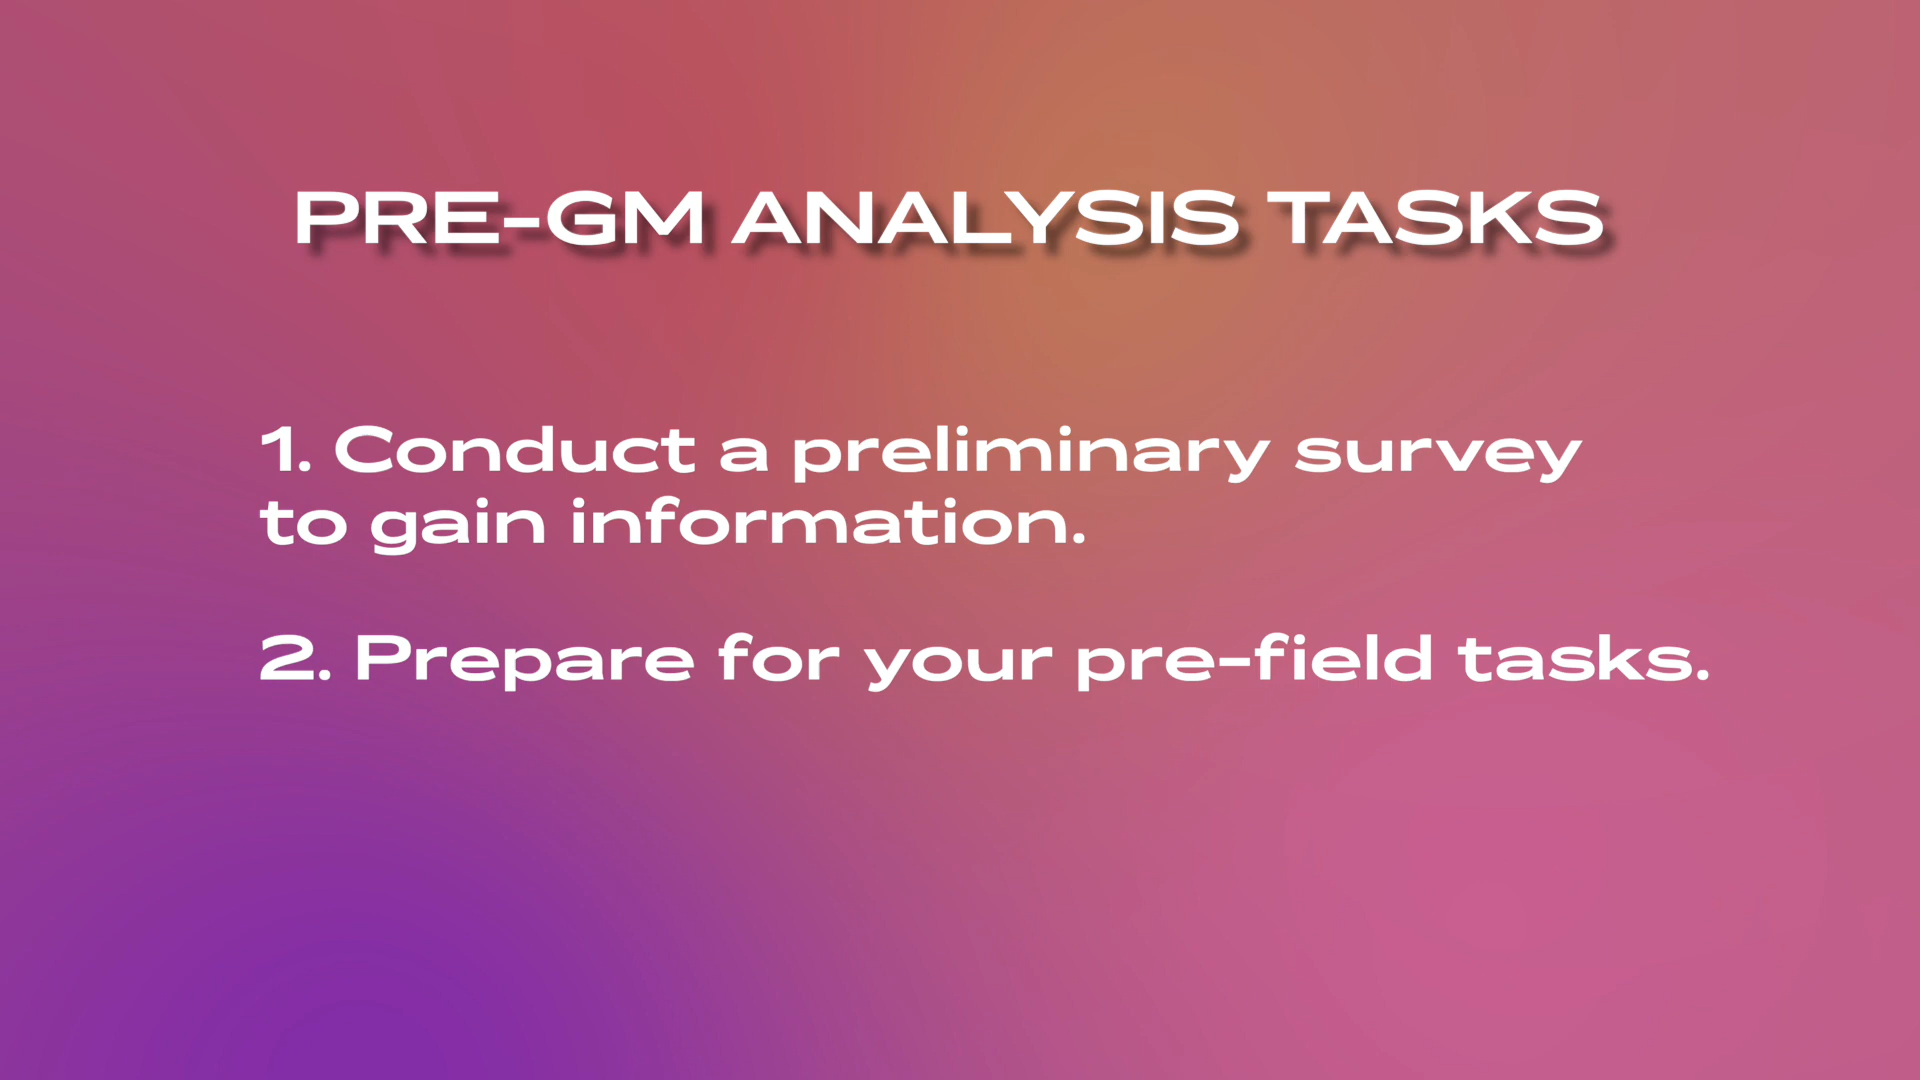 PRE-GM ANALYSIS TASKS
1. Conduct a preliminary survey
to gain information.
2. Prepare for your pre-field tasks.